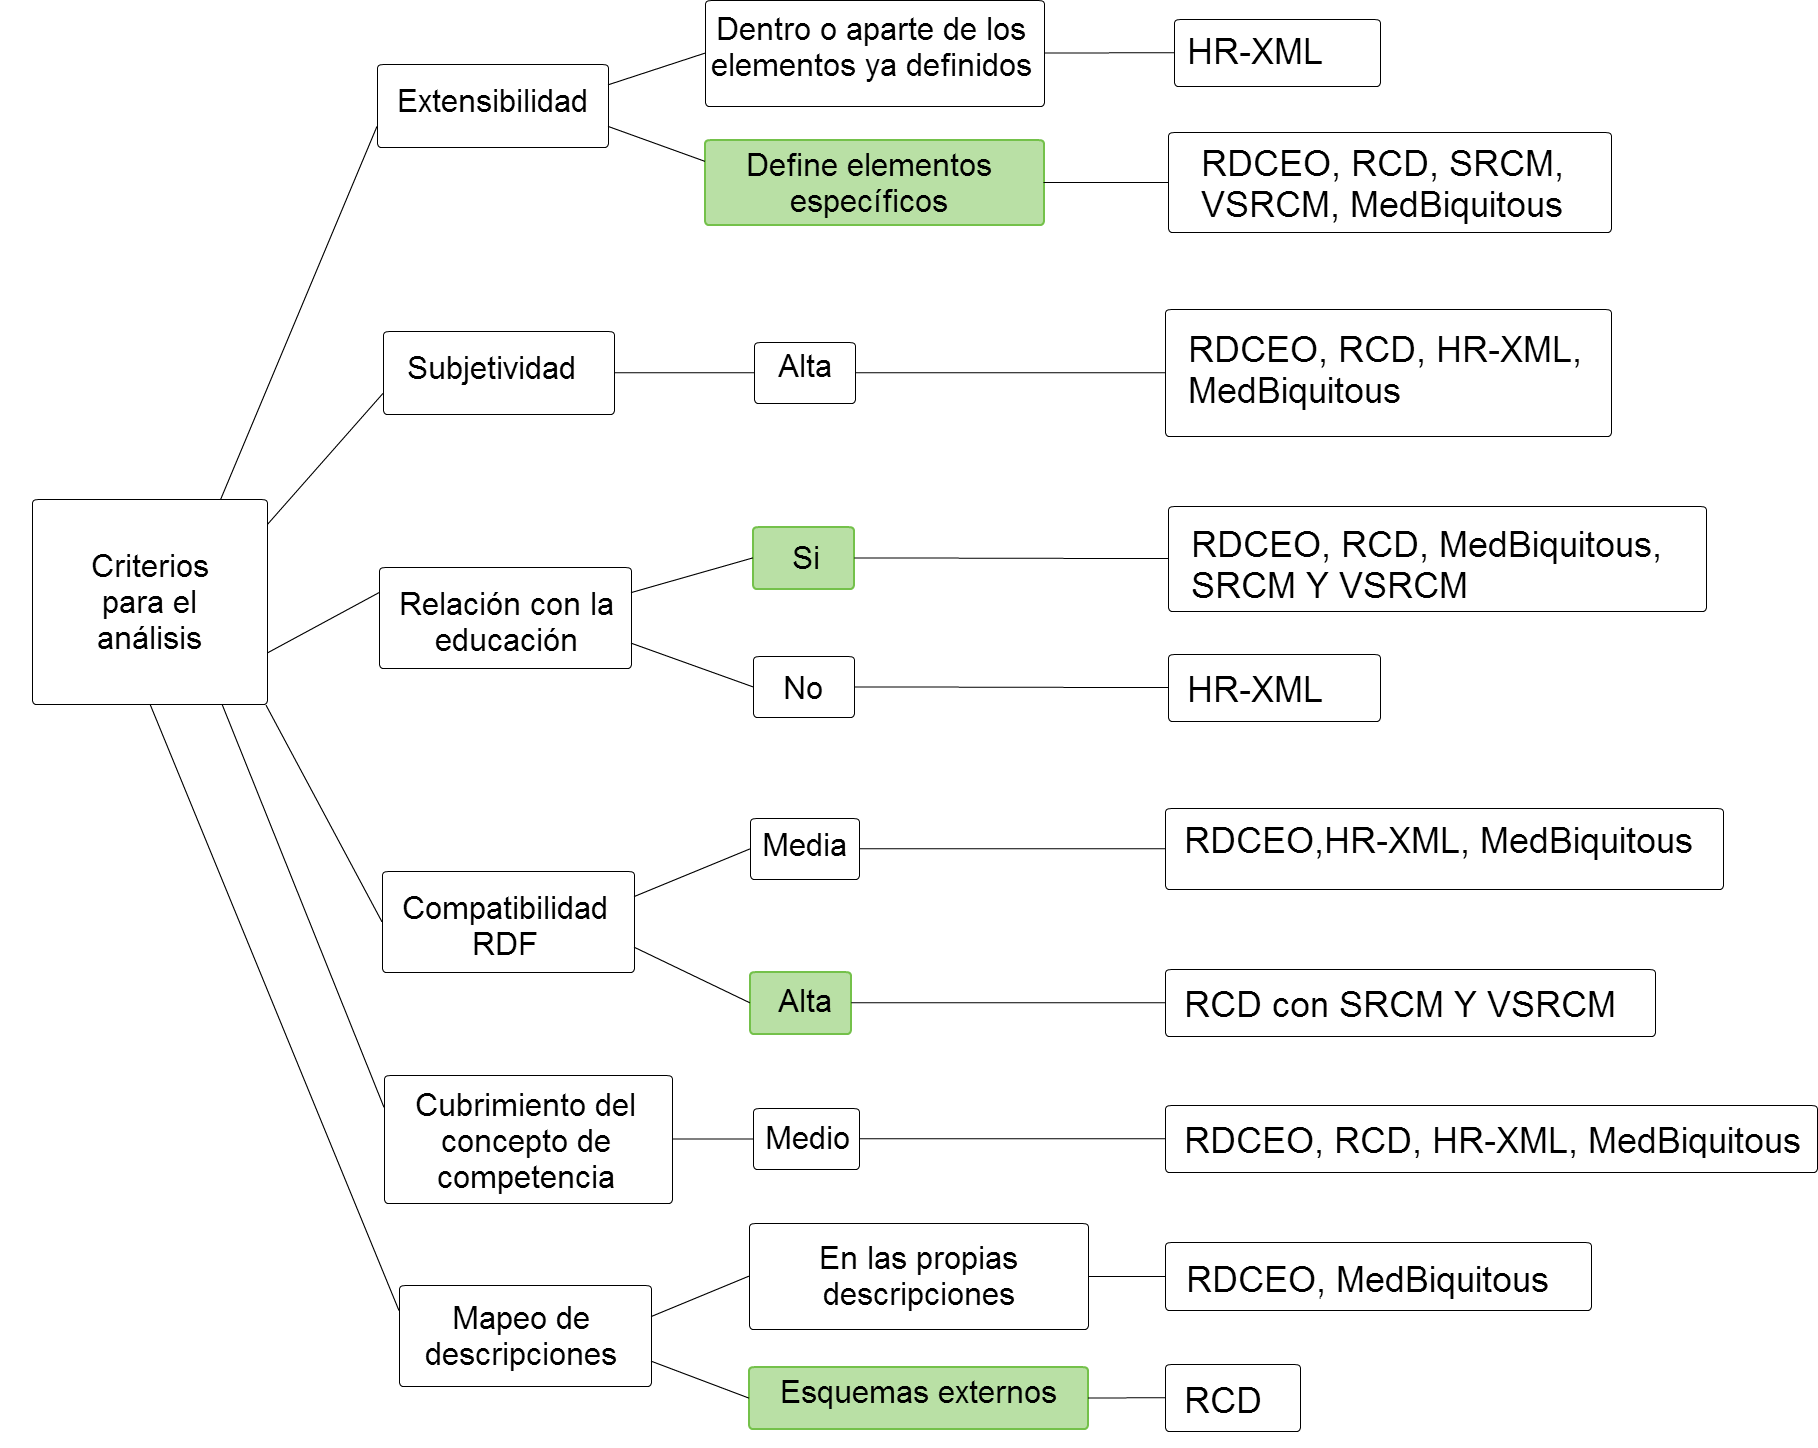 Criterios
para el
análisis
Extensibilidad
Dentro o aparte de los
elementos ya definidos
HR-XML
Define elementos
específicos
RDCEO, RCD, SRCM,
VSRCM, MedBiquitous
Subjetividad
Alta
RDCEO, RCD, HR-XML,
MedBiquitous
Relación con la
educación
Si
RDCEO, RCD, MedBiquitous,
SRCM Y VSRCM
No
HR-XML
Compatibilidad
RDF
Media
RDCEO,HR-XML, MedBiquitous
Alta
RCD con SRCM Y VSRCM
Cubrimiento del
concepto de
competencia
Medio
RDCEO, RCD, HR-XML, MedBiquitous
Mapeo de
descripciones
En las propias
descripciones
RDCEO, MedBiquitous
Esquemas externos
RCD